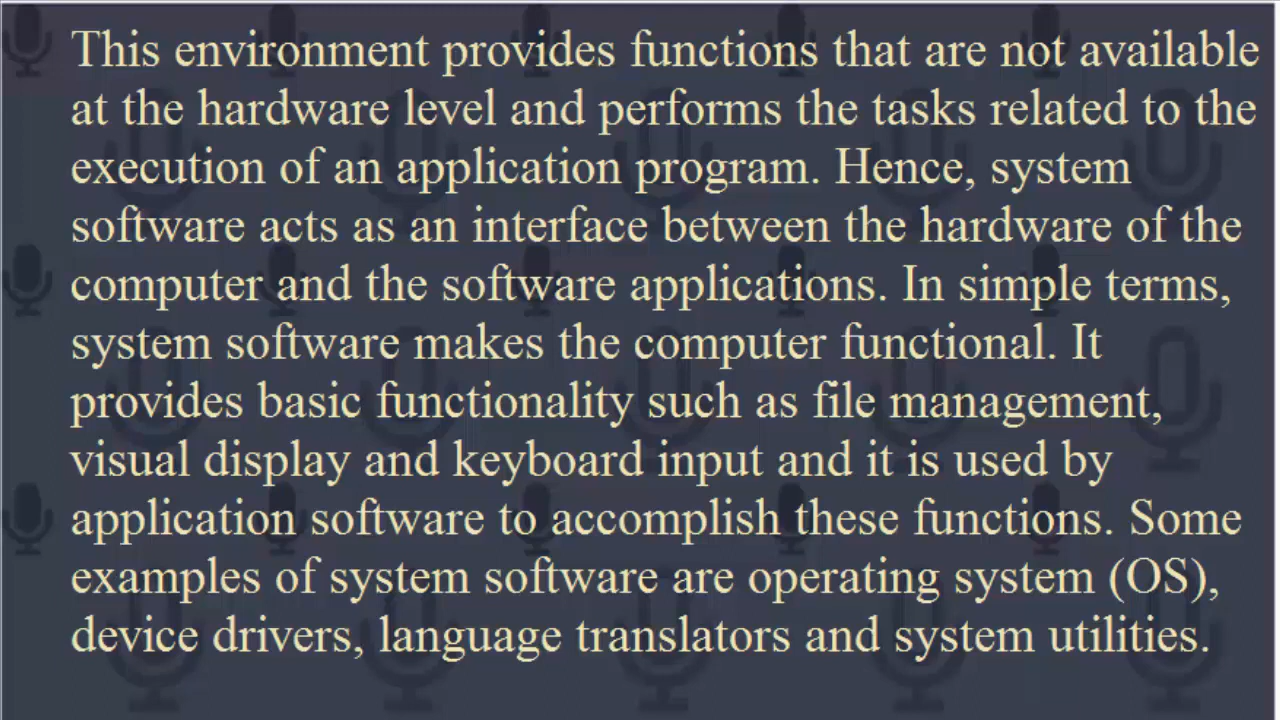 This environment provides functions that are not available
at the hardware level and performs the tasks related to the
execution of an application program. Hence, system
software acts as an interface between the hardware of the
computer and the software applications. In simple terms,
system software makes the computer functional. It
provides basic functionality such as file management,
visual display and keyboard input and it is used by
application software to accomplish these functions. Some
examples of system software are operating system (OS),
device drivers, language translators and system utilities.